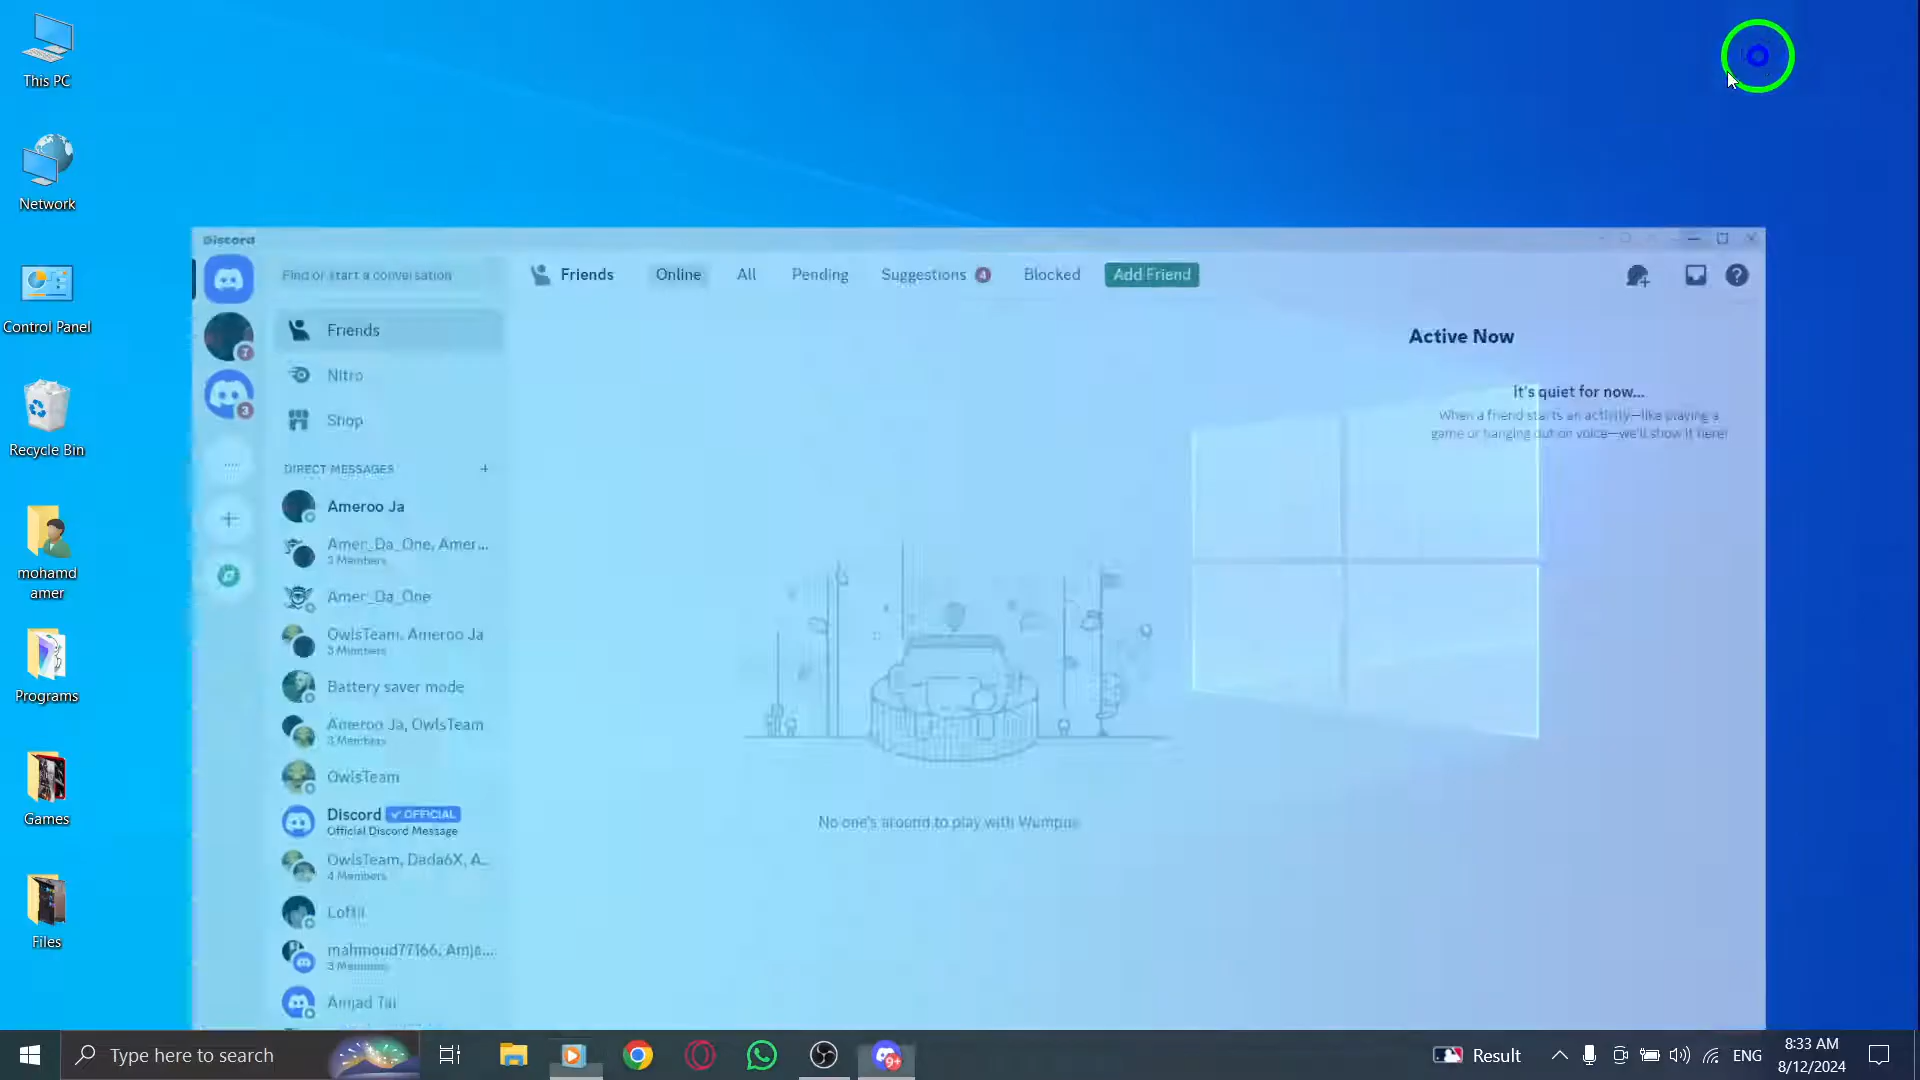 This PC
Network
Control Panel
Recycle Bin
mohamd
amer
Programs
Games
Files
Discord
Find or start a conversation
Friends
Online
All
Pending
Suggestions 4
Blocked
Add Friend
7
3
Friends
Nitro
Shop
DIRECT MESSAGES +
Ameroo Ja
Amer_Da_One, Amer...
3 Members
Amer_Da_One
OwlsTeam, Ameroo Ja
3 Members
Battery saver mode
Ameroo Ja, OwlsTeam
3 Members
OwlsTeam
Discord ✓ OFFICIAL
Official Discord Message
OwlsTeam, Dada6X, A...
4 Members
mahmoud77366, Amja...
3 Members
Amjad Tai
No one's around to play with Wumpus.
Active Now
It's quiet for now...
When a friend starts an activity—like playing a
game or hanging out on voice—we'll show it here!
Type here to search
9+
Result
ENG
8:33 AM
8/12/2024